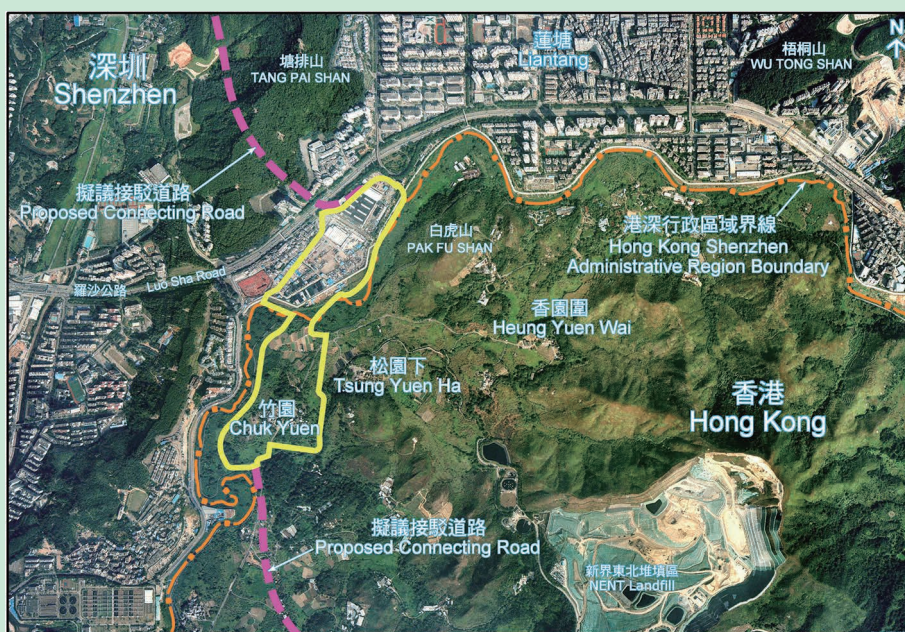 深圳
Shenzhen
塘排山
TANG PAI SHAN
蓮塘
Liantang
梧桐山
WU TONG SHAN
N
擬議接駁道路
Proposed Connecting Road
白虎山
PAK FU SHAN
港深行政區域界線
Hong Kong Shenzhen
Administrative Region Boundary
羅沙公路
Luo Sha Road
香園圍
Heung Yuen Wai
松園下
Tsung Yuen Ha
竹園
Chuk Yuen
香港
Hong Kong
擬議接駁道路
Proposed Connecting Road
新界東北堆填區
NENT Landfill